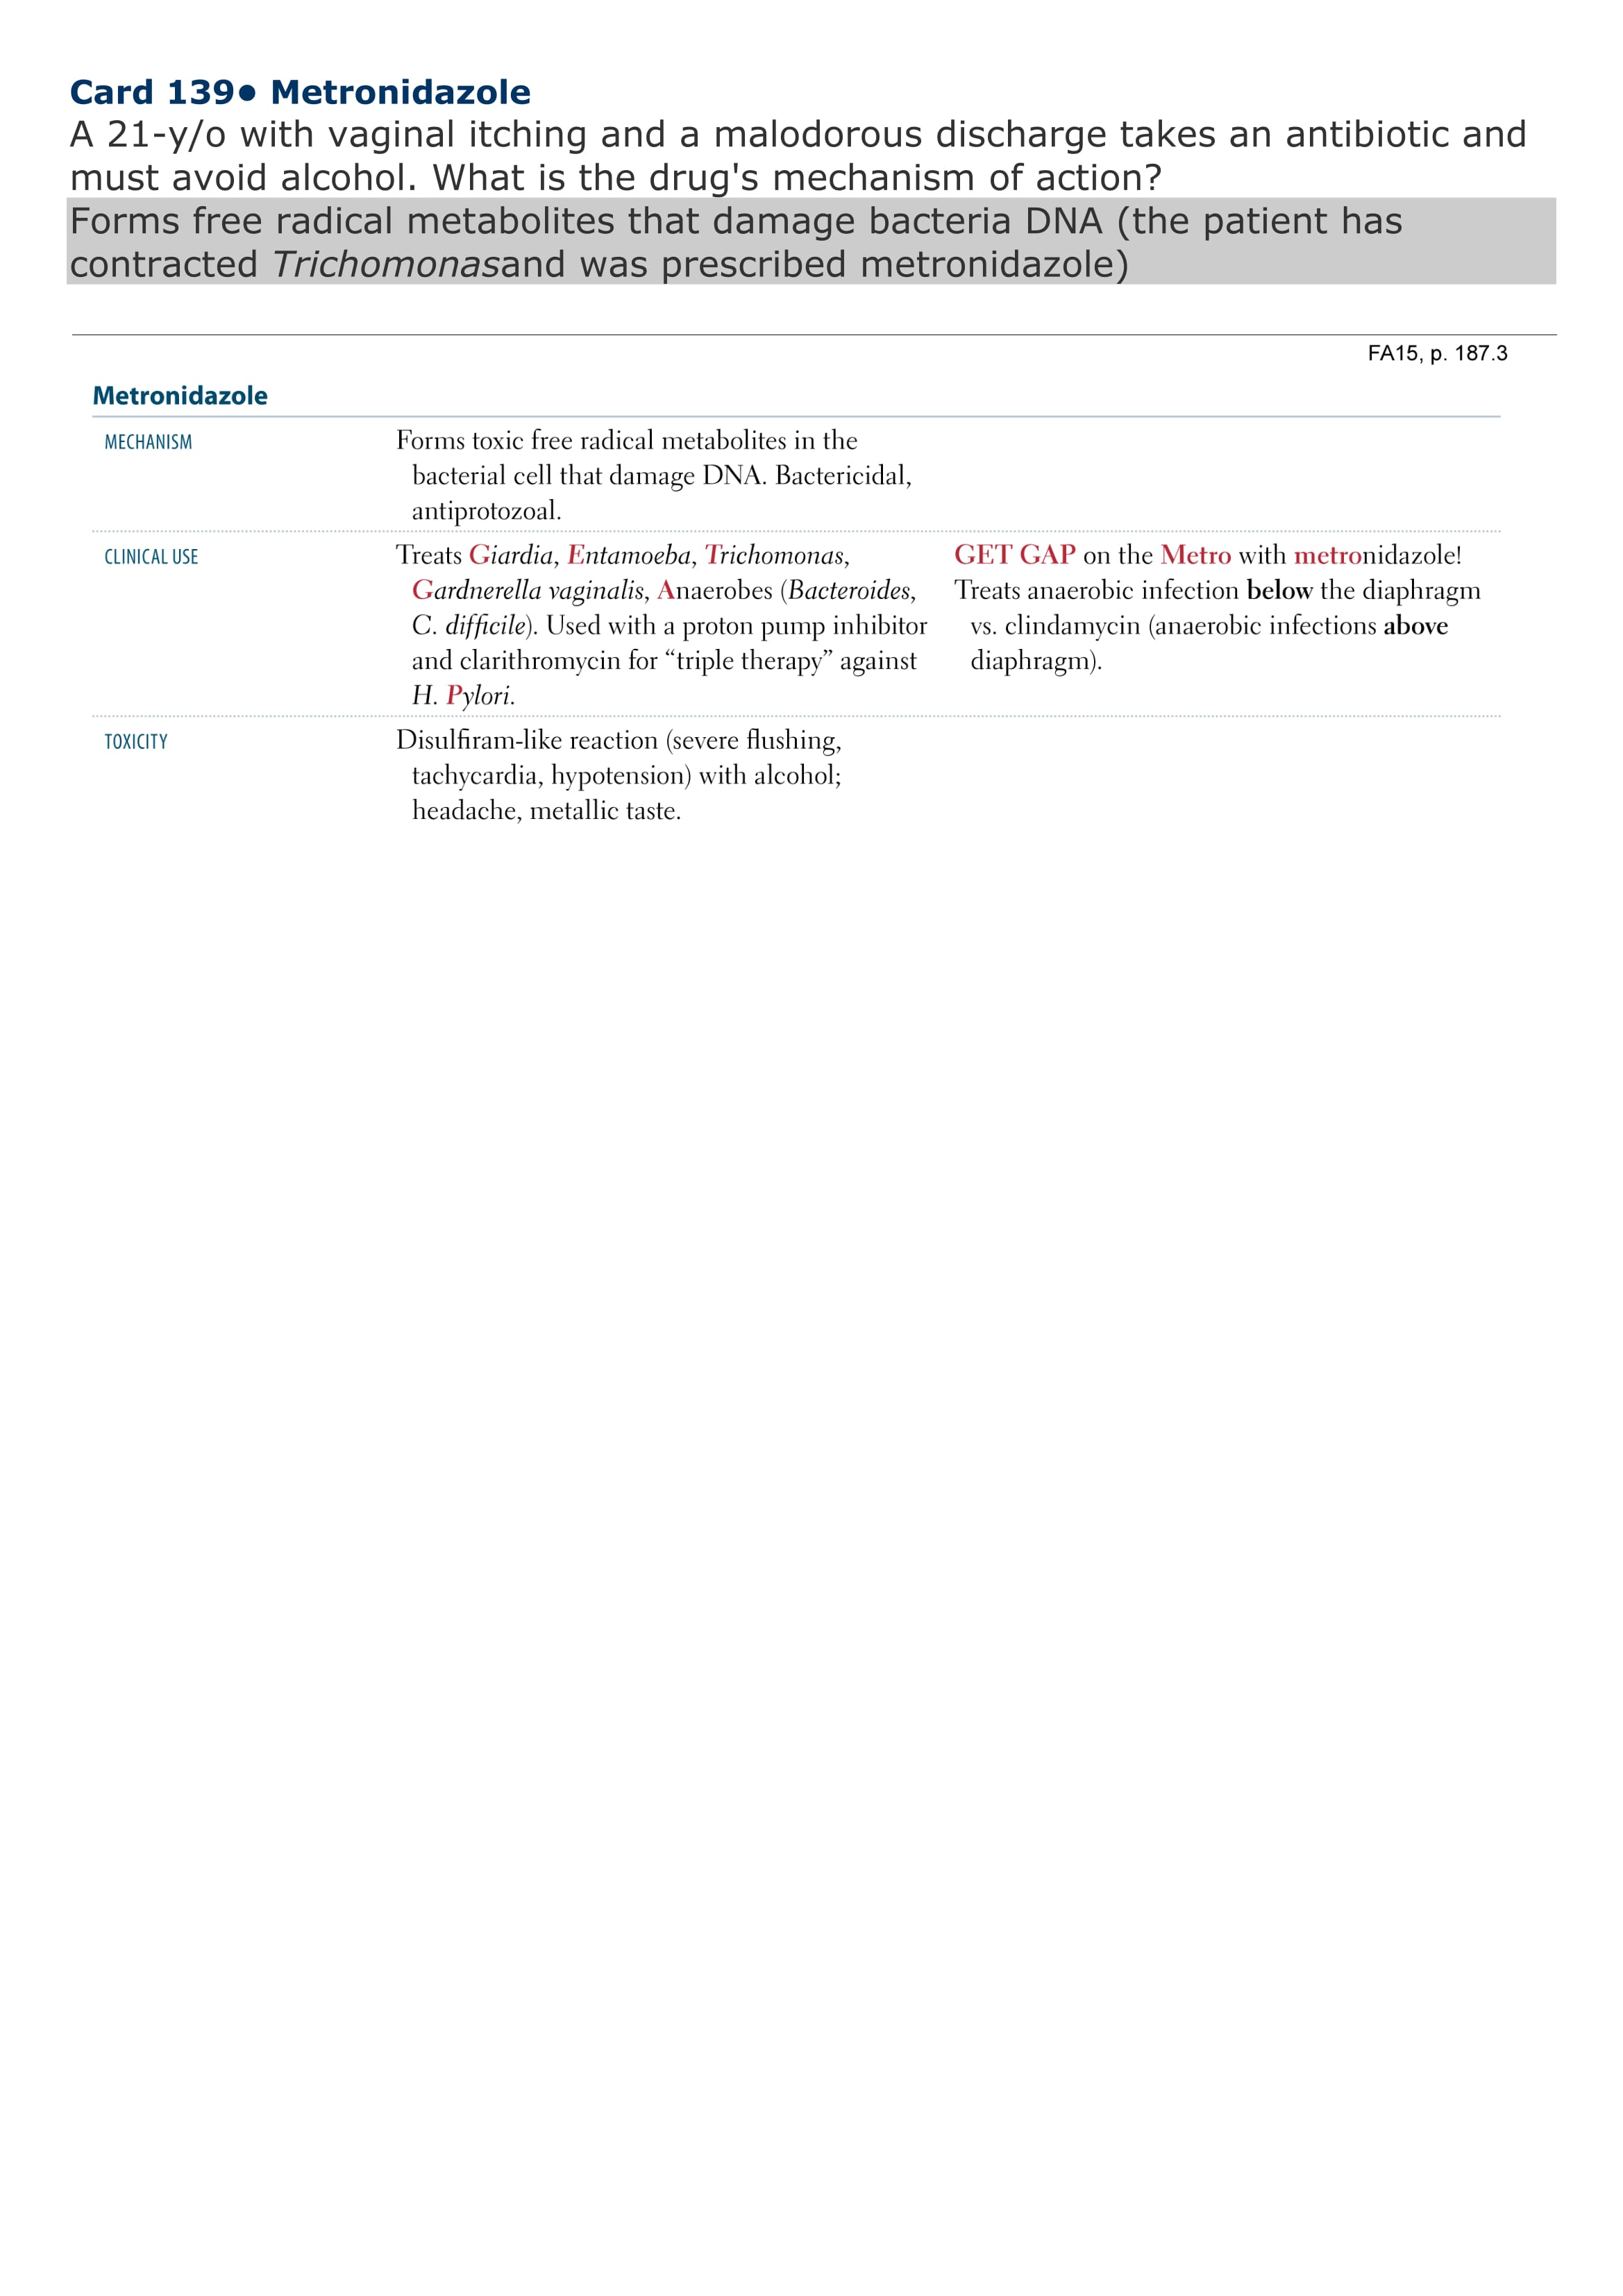 Card 139• Metronidazole
A 21-y/o with vaginal itching and a malodorous discharge takes an antibiotic and
must avoid alcohol. What is the drug's mechanism of action?
Forms free radical metabolites that damage bacteria DNA (the patient has
contracted Trichomonasand was prescribed metronidazole)
FA15, p. 187.3
Metronidazole
MECHANISM
Forms toxic free radical metabolites in the
bacterial cell that damage DNA. Bactericidal,
antiprotozoal.
CLINICAL USE
Treats Giardia, Entamoeba, Trichomonas,
Gardnerella vaginalis, Anaerobes (Bacteroides,
C. difficile). Used with a proton pump inhibitor
and clarithromycin for “triple therapy” against
H. Pylori.
GET GAP on the Metro with metronidazole!
Treats anaerobic infection below the diaphragm
vs. clindamycin (anaerobic infections above
diaphragm).
TOXICITY
Disulfiram-like reaction (severe flushing,
tachycardia, hypotension) with alcohol;
headache, metallic taste.